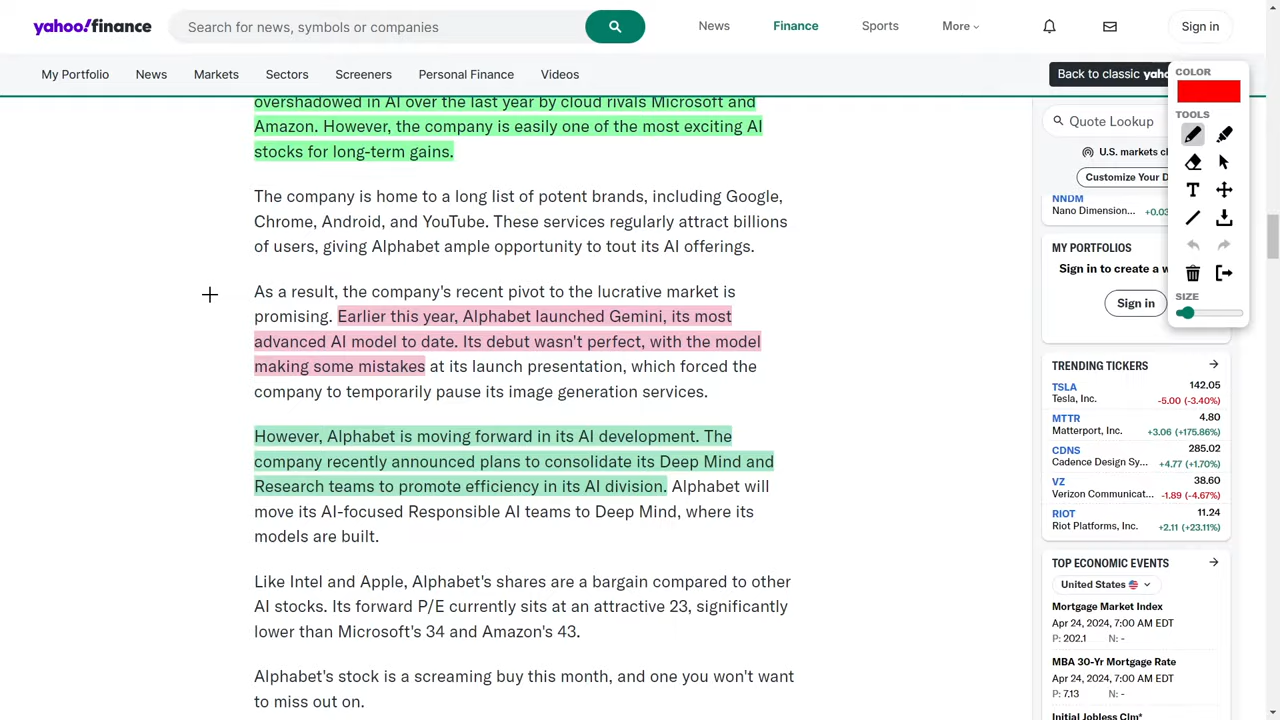 yahoo!finance
Search for news, symbols or companies
News
Finance
Sports
More
Sign in
My Portfolio
News
Markets
Sectors
Screeners
Personal Finance
Videos
Back to classic yaho
overshadowed in AI over the last year by cloud rivals Microsoft and
Amazon. However, the company is easily one of the most exciting AI
stocks for long-term gains.
The company is home to a long list of potent brands, including Google,
Chrome, Android, and YouTube. These services regularly attract billions
of users, giving Alphabet ample opportunity to tout its AI offerings.
As a result, the company's recent pivot to the lucrative market is
promising. Earlier this year, Alphabet launched Gemini, its most
advanced AI model to date. Its debut wasn't perfect, with the model
making some mistakes at its launch presentation, which forced the
company to temporarily pause its image generation services.
However, Alphabet is moving forward in its AI development. The
company recently announced plans to consolidate its Deep Mind and
Research teams to promote efficiency in its AI division. Alphabet will
move its AI-focused Responsible AI teams to Deep Mind, where its
models are built.
Like Intel and Apple, Alphabet's shares are a bargain compared to other
AI stocks. Its forward P/E currently sits at an attractive 23, significantly
lower than Microsoft's 34 and Amazon's 43.
Alphabet's stock is a screaming buy this month, and one you won't want
to miss out on.
Quote Lookup
U.S. markets cl
Customize Your D
NNDM
Nano Dimension... +0.03
MY PORTFOLIOS
Sign in to create a w
Sign in
TRENDING TICKERS
TSLA 142.05
Tesla, Inc. -5.00 (-3.40%)
MTTR 4.80
Matterport, Inc. +3.06 (+175.86%)
CDNS 285.02
Cadence Design Sy... +4.77 (+1.70%)
VZ 38.60
Verizon Communicat... -1.89 (-4.67%)
RIOT 11.24
Riot Platforms, Inc. +2.11 (+23.11%)
TOP ECONOMIC EVENTS
United States
Mortgage Market Index
Apr 24, 2024, 7:00 AM EDT
P: 202.1 N: -
MBA 30-Yr Mortgage Rate
Apr 24, 2024, 7:00 AM EDT
P: 7.13 N: -
Initial Jobless Clm*
COLOR
TOOLS
T
SIZE